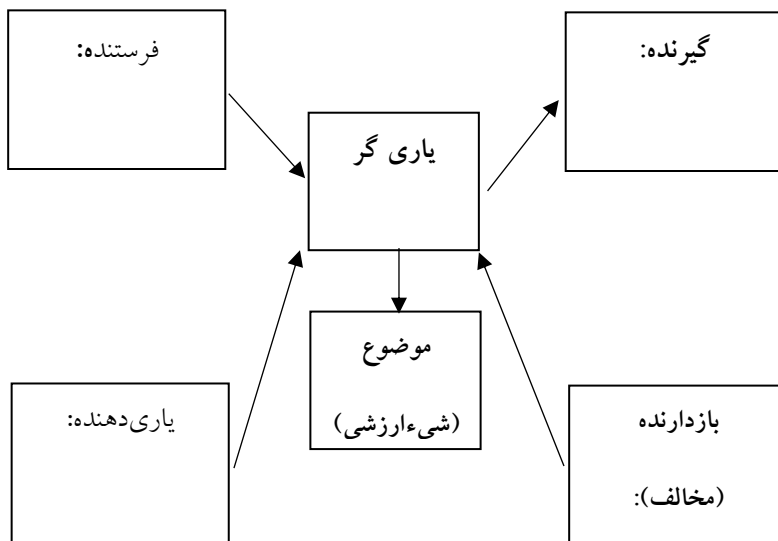 گیرنده:
فرستنده:
یاری گر
موضوع
(شیءارزشی)
بازدارنده
(مخالف):
یاری‌دهنده: